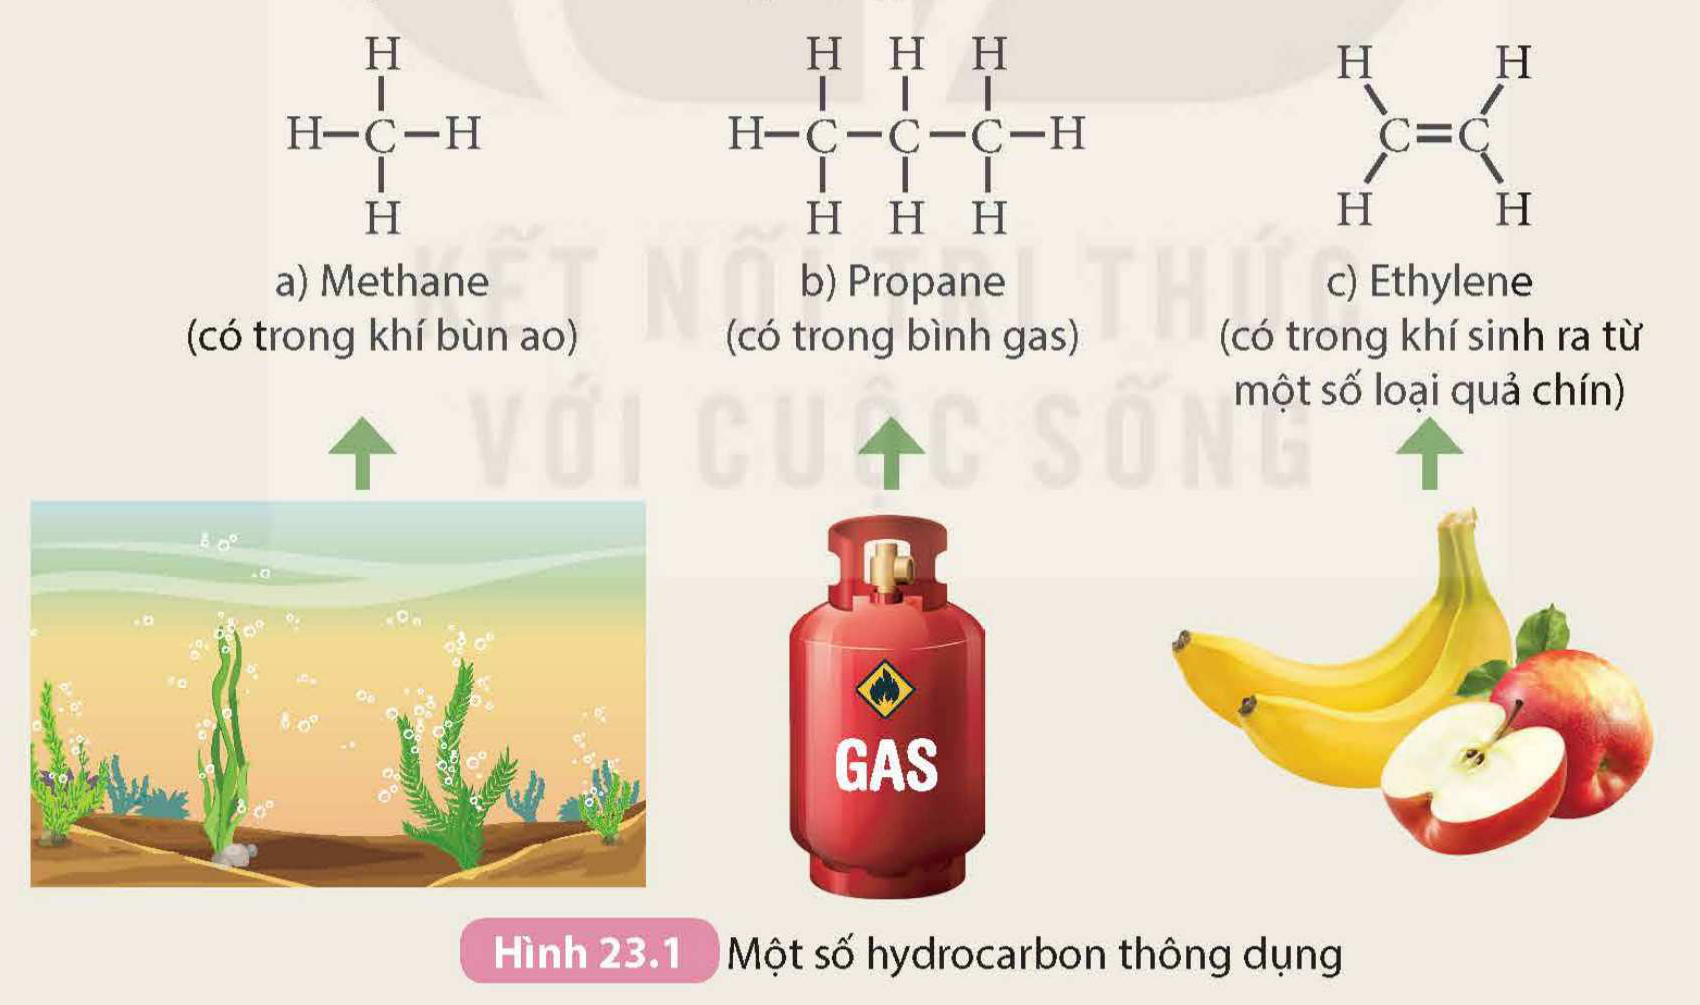 H
H—C—H
H
a) Methane
(có trong khí bùn ao)
H H H
H—C—C—C—H
H H H
b) Propane
(có trong bình gas)
H H
C=C
H H
c) Ethylene
(có trong khí sinh ra từ
một số loại quả chín)
KẾT NỐI TRI THỨC
VỚI CUỘC SỐNG
GAS
Hình 23.1 Một số hydrocarbon thông dụng